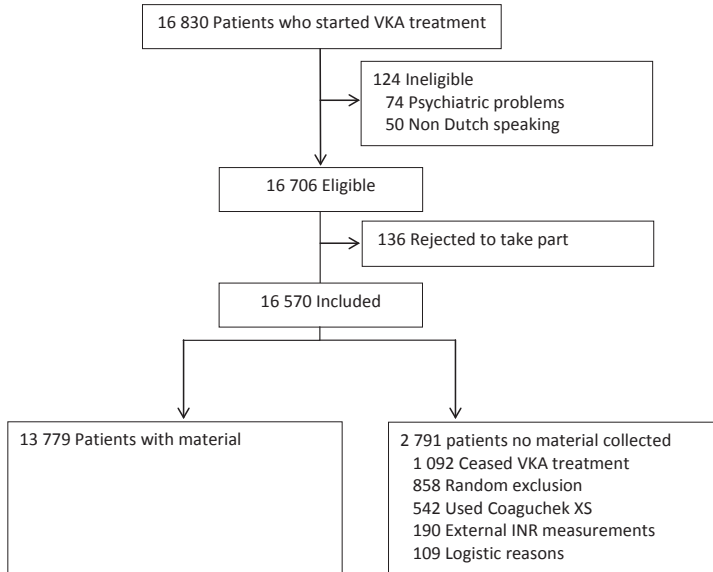 16 830 Patients who started VKA treatment
124 Ineligible
74 Psychiatric problems
50 Non Dutch speaking
16 706 Eligible
136 Rejected to take part
16 570 Included
13 779 Patients with material
2 791 patients no material collected
1 092 Ceased VKA treatment
858 Random exclusion
542 Used Coaguchek XS
190 External INR measurements
109 Logistic reasons